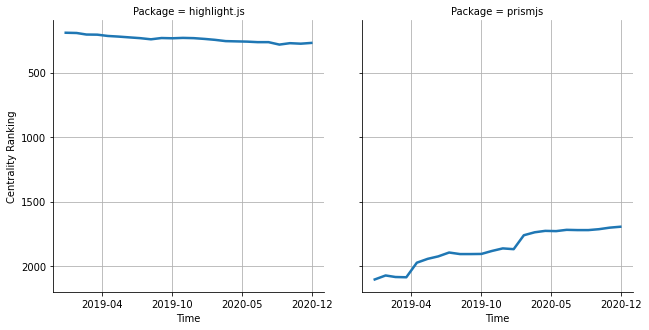 Package = highlight.js
Package = prismjs
Centrality Ranking
500
1000
1500
2000
2019-04
2019-10
2020-05
2020-12
2019-04
2019-10
2020-05
2020-12
Time
Time